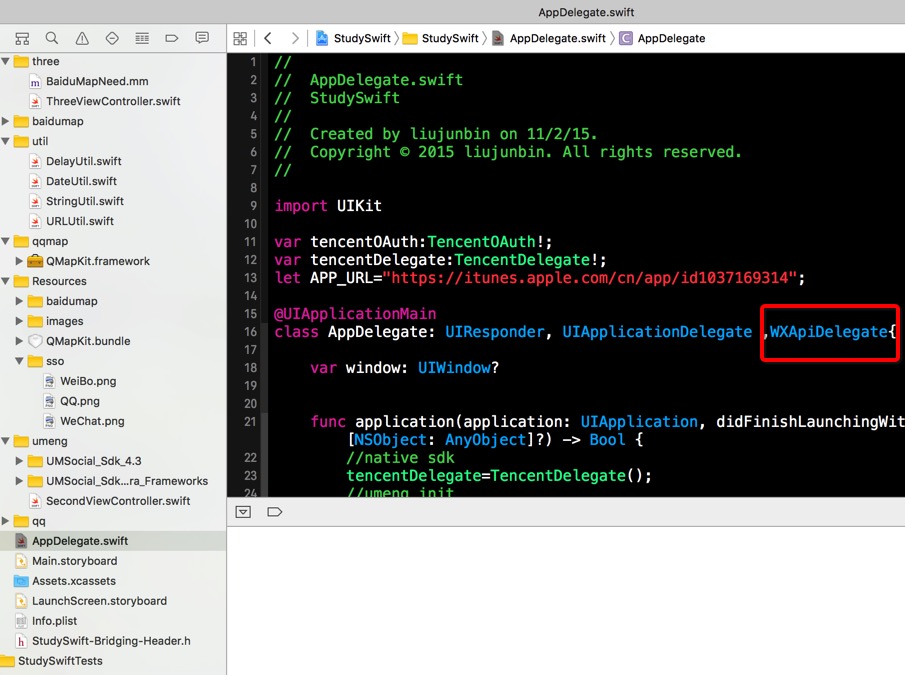 AppDelegate.swift
StudySwift
StudySwift
AppDelegate.swift
AppDelegate
three
BaiduMapNeed.mm
ThreeViewController.swift
baidumap
util
DelayUtil.swift
DateUtil.swift
StringUtil.swift
URLUtil.swift
qqmap
QMapKit.framework
Resources
baidumap
images
QMapKit.bundle
sso
WeiBo.png
QQ.png
WeChat.png
umeng
UMSocial_Sdk_4.3
UMSocial_Sdk...ra_Frameworks
SecondViewController.swift
qq
AppDelegate.swift
Main.storyboard
Assets.xcassets
LaunchScreen.storyboard
Info.plist
StudySwift-Bridging-Header.h
StudySwiftTests
1 //
2 //  AppDelegate.swift
3 //  StudySwift
4 //
5 //  Created by liujunbin on 11/2/15.
6 //  Copyright © 2015 liujunbin. All rights reserved.
7 //
8
9 import UIKit
10
11 var tencentOAuth:TencentOAuth!;
12 var tencentDelegate:TencentDelegate!;
13 let APP_URL="https://itunes.apple.com/cn/app/id1037169314";
14
15 @UIApplicationMain
16 class AppDelegate: UIResponder, UIApplicationDelegate ,WXApiDelegate{
17
18     var window: UIWindow?
19
20
21     func application(application: UIApplication, didFinishLaunchingWit
[NSObject: AnyObject]?) -> Bool {
22         //native sdk
23         tencentDelegate=TencentDelegate();
24         //umeng init